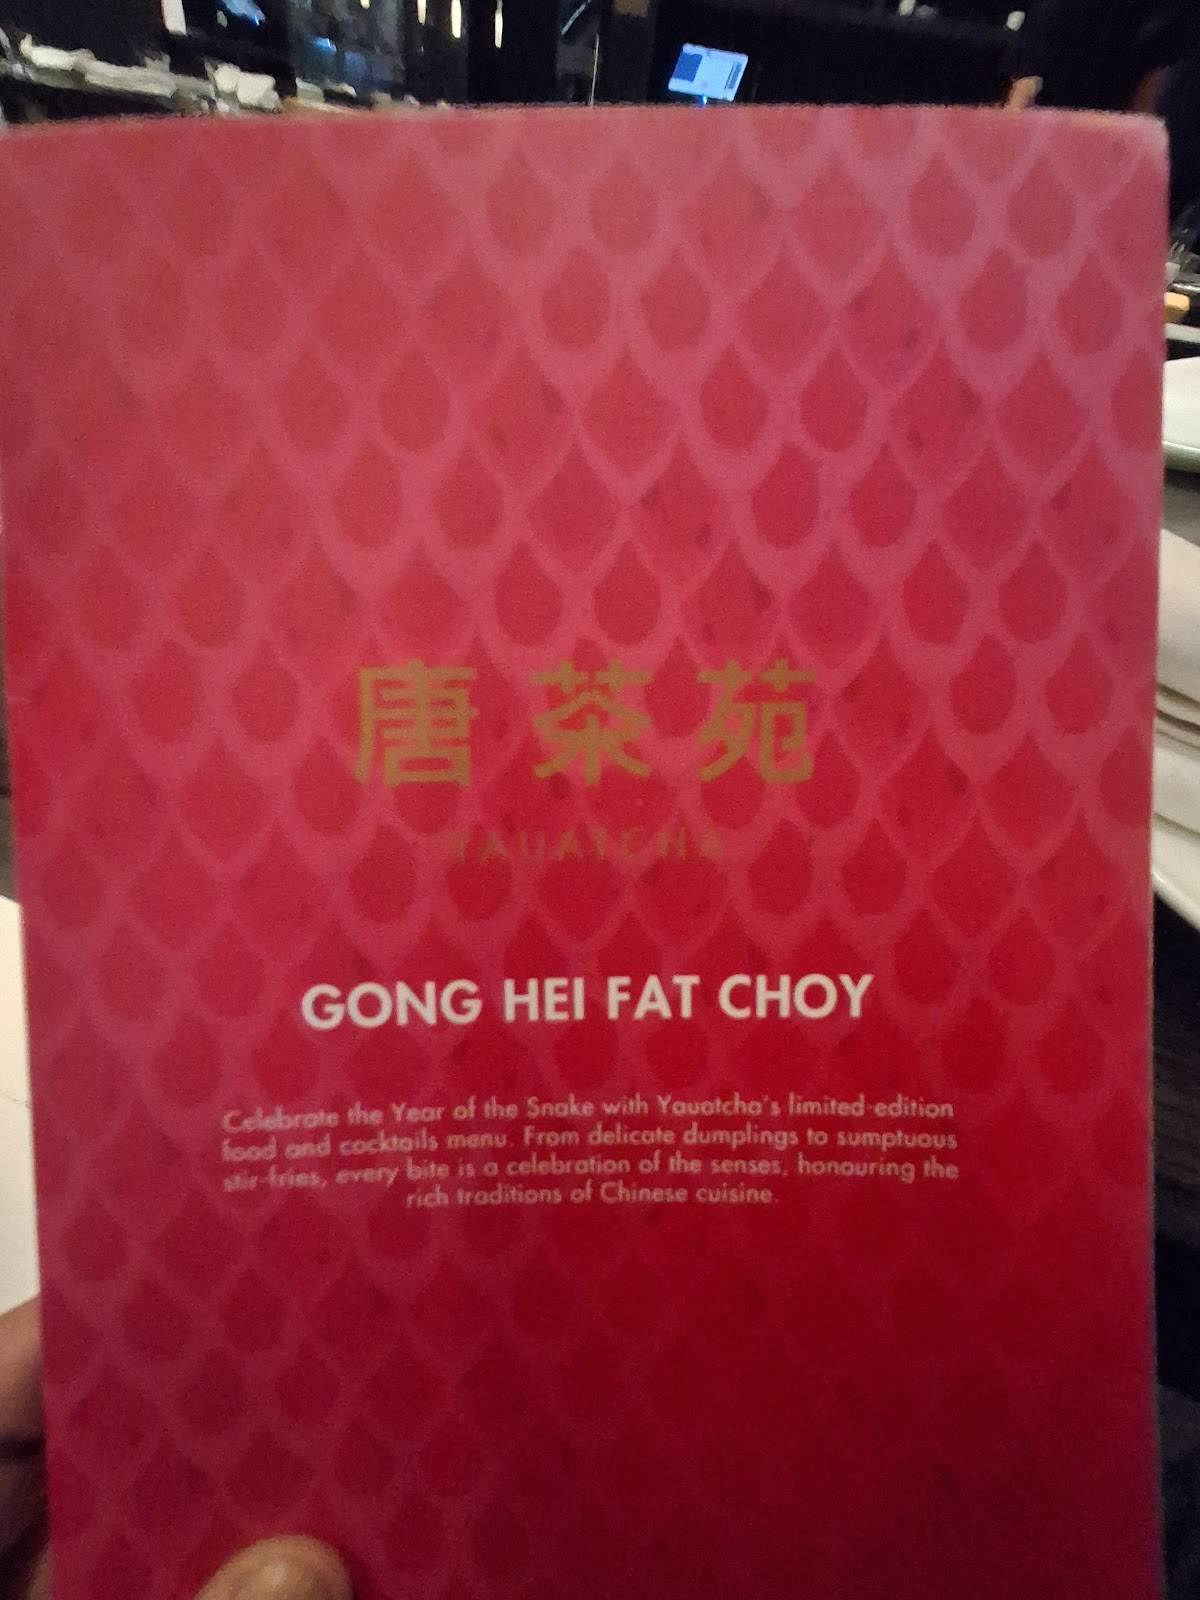 唐茶苑
YAUATCHA
GONG HEI FAT CHOY
Celebrate the Year of the Snake with Yauatcha's limited-edition
food and cocktails menu. From delicate dumplings to sumptuous
stir-fries, every bite is a celebration of the senses, honouring the
rich traditions of Chinese cuisine.